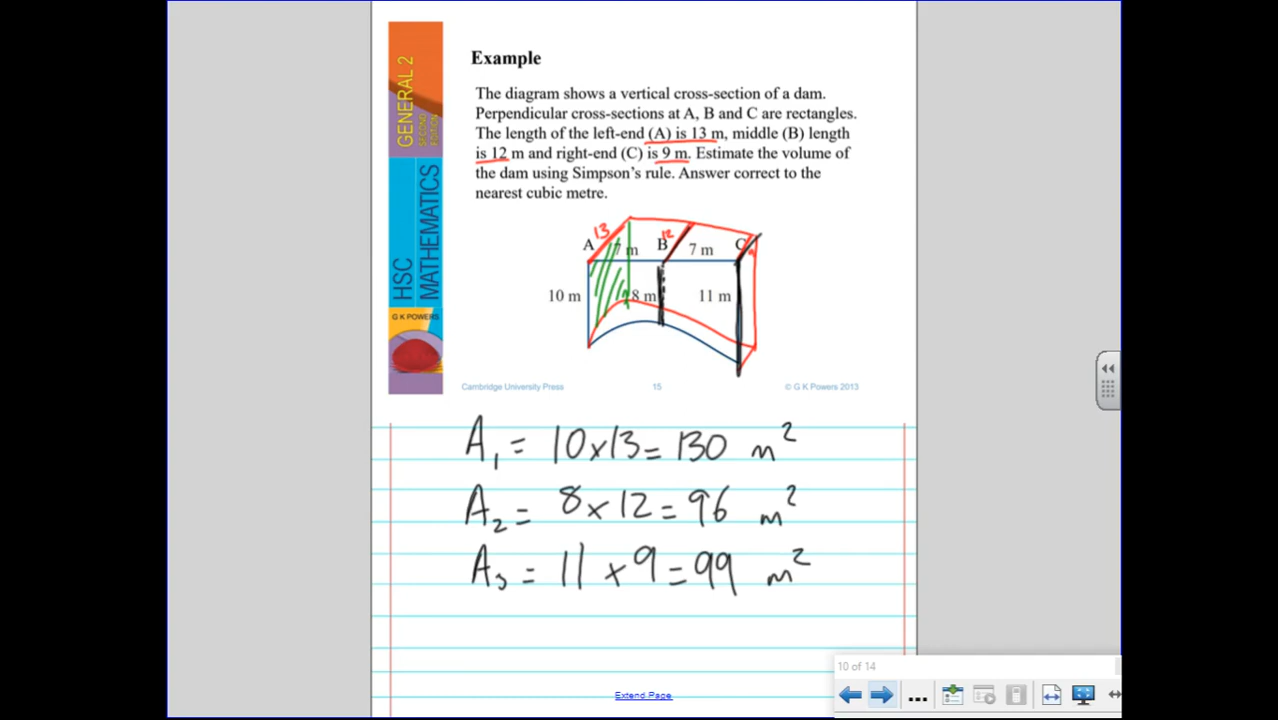 GENERAL 2
SECOND
EDITION
HSC
MATHEMATICS
G K POWERS
Example
The diagram shows a vertical cross-section of a dam.
Perpendicular cross-sections at A, B and C are rectangles.
The length of the left-end (A) is 13 m, middle (B) length
is 12 m and right-end (C) is 9 m. Estimate the volume of
the dam using Simpson's rule. Answer correct to the
nearest cubic metre.
13 12
A 7 m B 7 m C
10 m 8 m 11 m
Cambridge University Press 15 © G K Powers 2013
A₁ = 10×13 = 130 m²
A₂ = 8×12 = 96 m²
A₃ = 11×9 = 99 m²
10 of 14
Extend Page